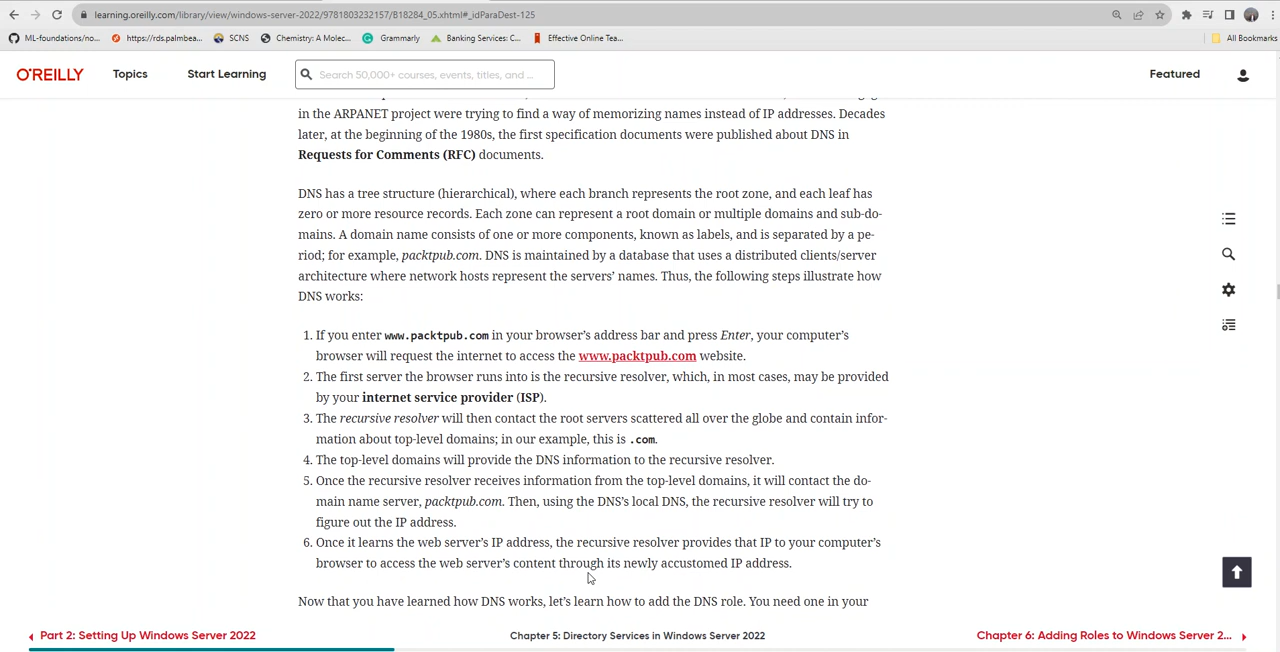 learning.oreilly.com/library/view/windows-server-2022/9781803232157/B18284_05.xhtml#_idParaDest-125
ML-foundations/no...
https://rds.palmbea...
SCNS
Chemistry: A Molec...
Grammarly
Banking Services: C...
Effective Online Tea...
All Bookmarks
O'REILLY
Topics
Start Learning
Search 50,000+ courses, events, titles, and ...
Featured
in the ARPANET project were trying to find a way of memorizing names instead of IP addresses. Decades
later, at the beginning of the 1980s, the first specification documents were published about DNS in
Requests for Comments (RFC) documents.
DNS has a tree structure (hierarchical), where each branch represents the root zone, and each leaf has
zero or more resource records. Each zone can represent a root domain or multiple domains and sub-do-
mains. A domain name consists of one or more components, known as labels, and is separated by a pe-
riod; for example, packtpub.com. DNS is maintained by a database that uses a distributed clients/server
architecture where network hosts represent the servers' names. Thus, the following steps illustrate how
DNS works:
1. If you enter www.packtpub.com in your browser's address bar and press Enter, your computer's
browser will request the internet to access the www.packtpub.com website.
2. The first server the browser runs into is the recursive resolver, which, in most cases, may be provided
by your internet service provider (ISP).
3. The recursive resolver will then contact the root servers scattered all over the globe and contain infor-
mation about top-level domains; in our example, this is .com.
4. The top-level domains will provide the DNS information to the recursive resolver.
5. Once the recursive resolver receives information from the top-level domains, it will contact the do-
main name server, packtpub.com. Then, using the DNS's local DNS, the recursive resolver will try to
figure out the IP address.
6. Once it learns the web server's IP address, the recursive resolver provides that IP to your computer's
browser to access the web server's content through its newly accustomed IP address.
Now that you have learned how DNS works, let's learn how to add the DNS role. You need one in your
Part 2: Setting Up Windows Server 2022
Chapter 5: Directory Services in Windows Server 2022
Chapter 6: Adding Roles to Windows Server 2...